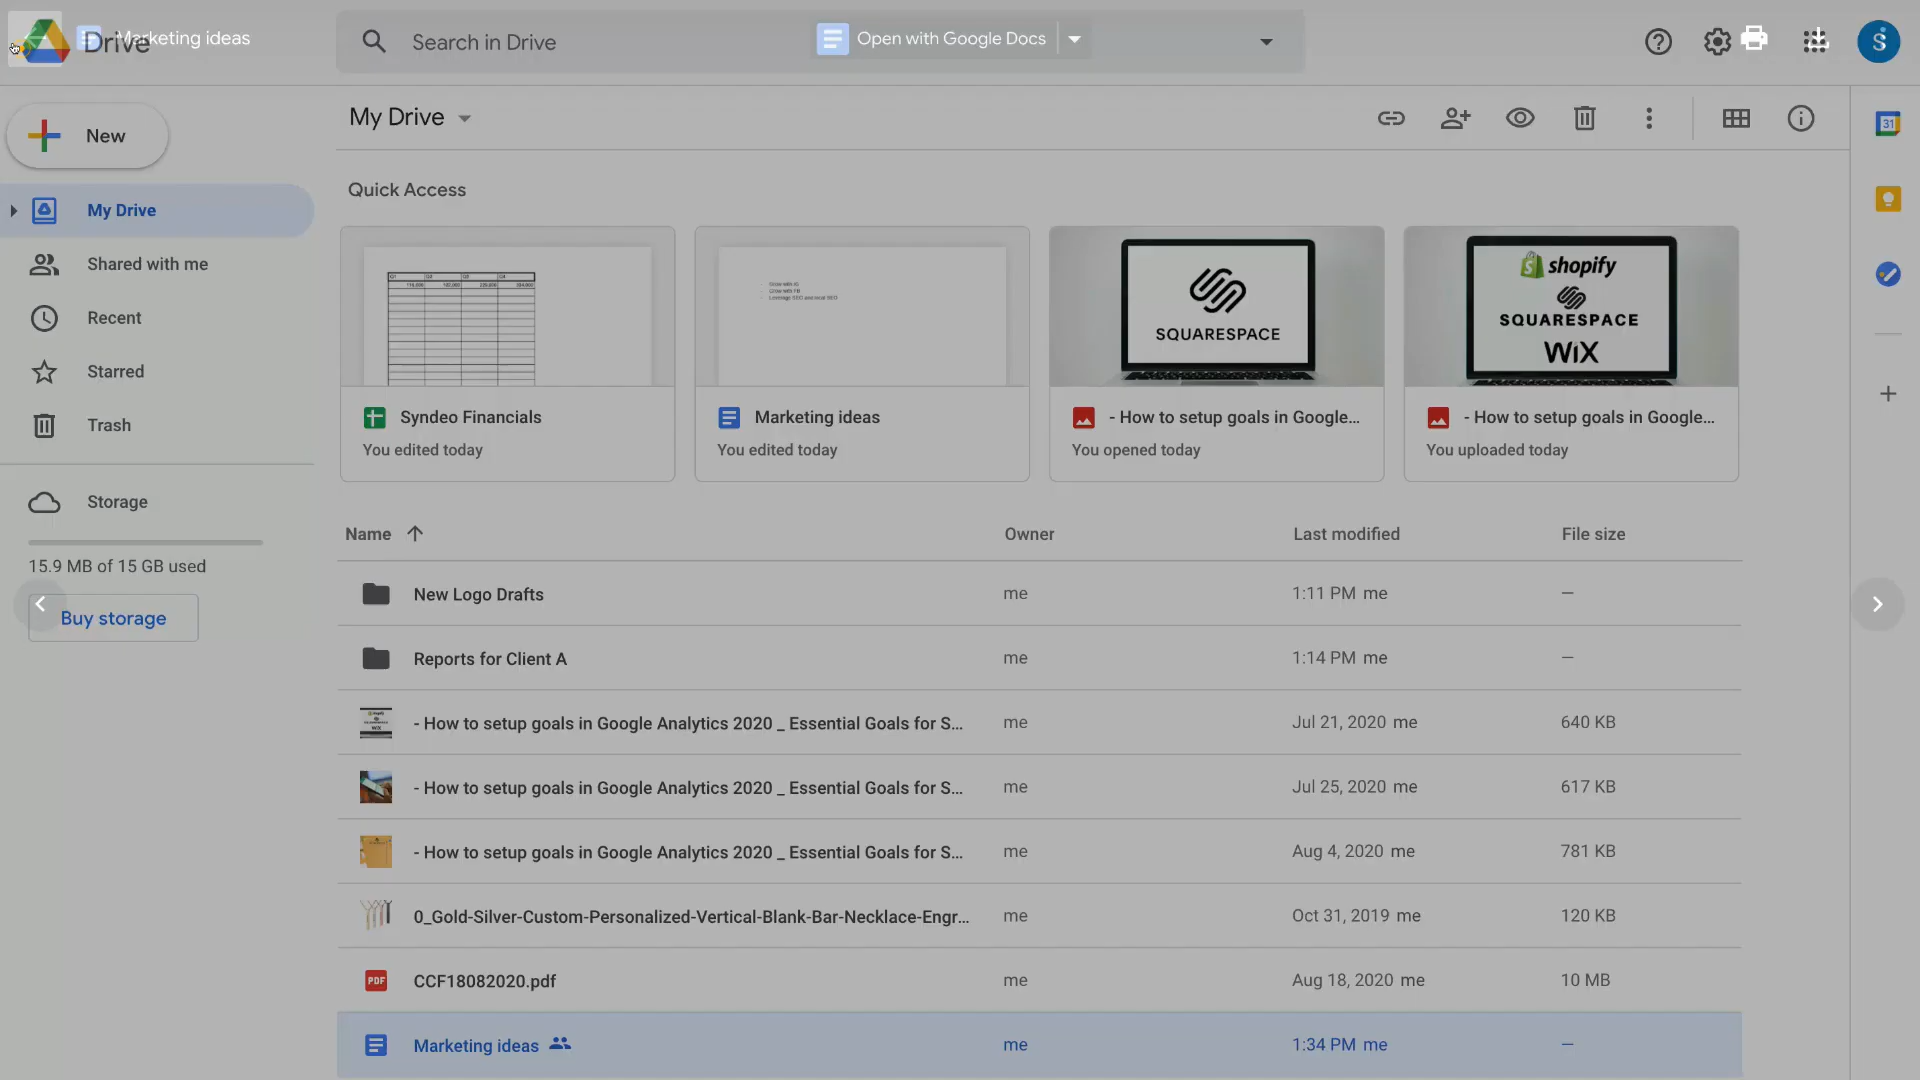 Drive
Marketing ideas
Search in Drive
Open with Google Docs
New
My Drive
Shared with me
Recent
Starred
Trash
Storage
15.9 MB of 15 GB used
Buy storage
My Drive
Quick Access
shopify
SQUARESPACE
SQUARESPACE
WiX
Syndeo Financials
You edited today
Marketing ideas
You edited today
- How to setup goals in Google...
You opened today
- How to setup goals in Google...
You uploaded today
Name Owner Last modified File size
New Logo Drafts me 1:11 PM me —
Reports for Client A me 1:14 PM me —
- How to setup goals in Google Analytics 2020 _ Essential Goals for S... me Jul 21, 2020 me 640 KB
- How to setup goals in Google Analytics 2020 _ Essential Goals for S... me Jul 25, 2020 me 617 KB
- How to setup goals in Google Analytics 2020 _ Essential Goals for S... me Aug 4, 2020 me 781 KB
0_Gold-Silver-Custom-Personalized-Vertical-Blank-Bar-Necklace-Engr... me Oct 31, 2019 me 120 KB
PDF CCF18082020.pdf me Aug 18, 2020 me 10 MB
Marketing ideas me 1:34 PM me —
31